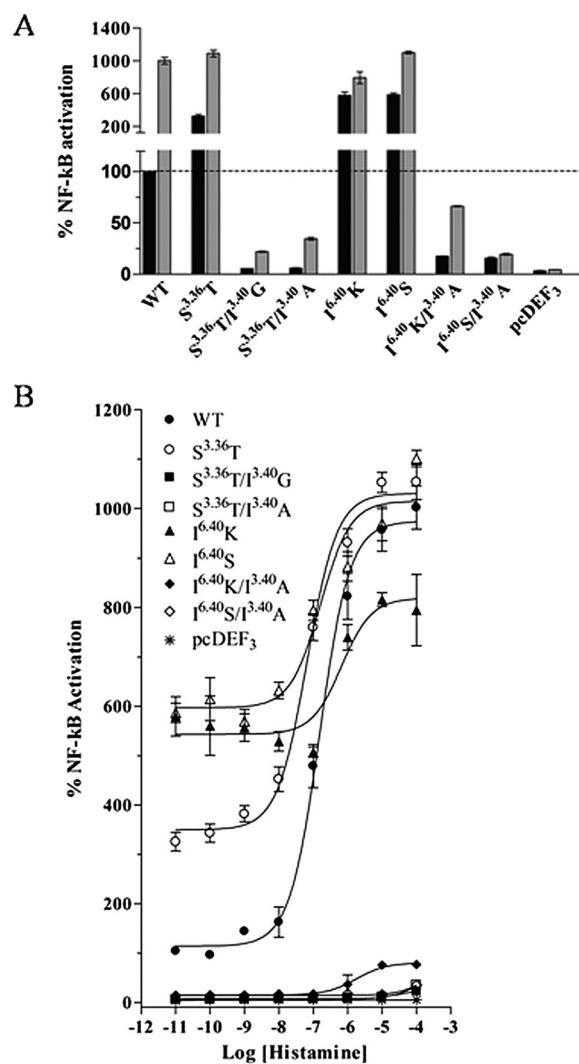 A
% NF-kB activation
1400
1000
600
200
100
50
25
0
WT
S3.36T
S3.36T/I3.40G
S3.36T/I3.40A
I6.40K
I6.40S
I6.40K/I3.40A
I6.40S/I3.40A
pcDEF3
B
% NF-kB Activation
1200
1000
800
600
400
200
0
WT
S3.36T
S3.36T/I3.40G
S3.36T/I3.40A
I6.40K
I6.40S
I6.40K/I3.40A
I6.40S/I3.40A
pcDEF3
-12 -11 -10 -9 -8 -7 -6 -5 -4 -3
Log [Histamine]